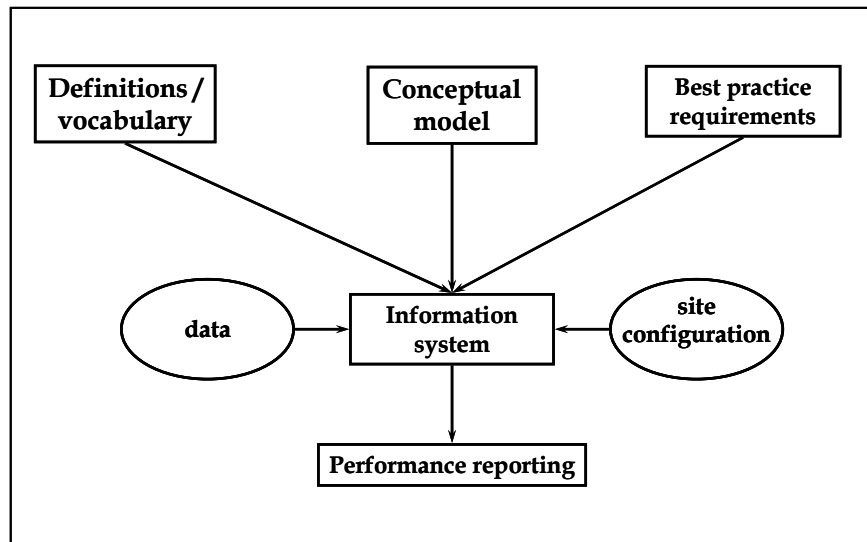 Definitions /
vocabulary
Conceptual
model
Best practice
requirements
data
Information
system
site
configuration
Performance reporting